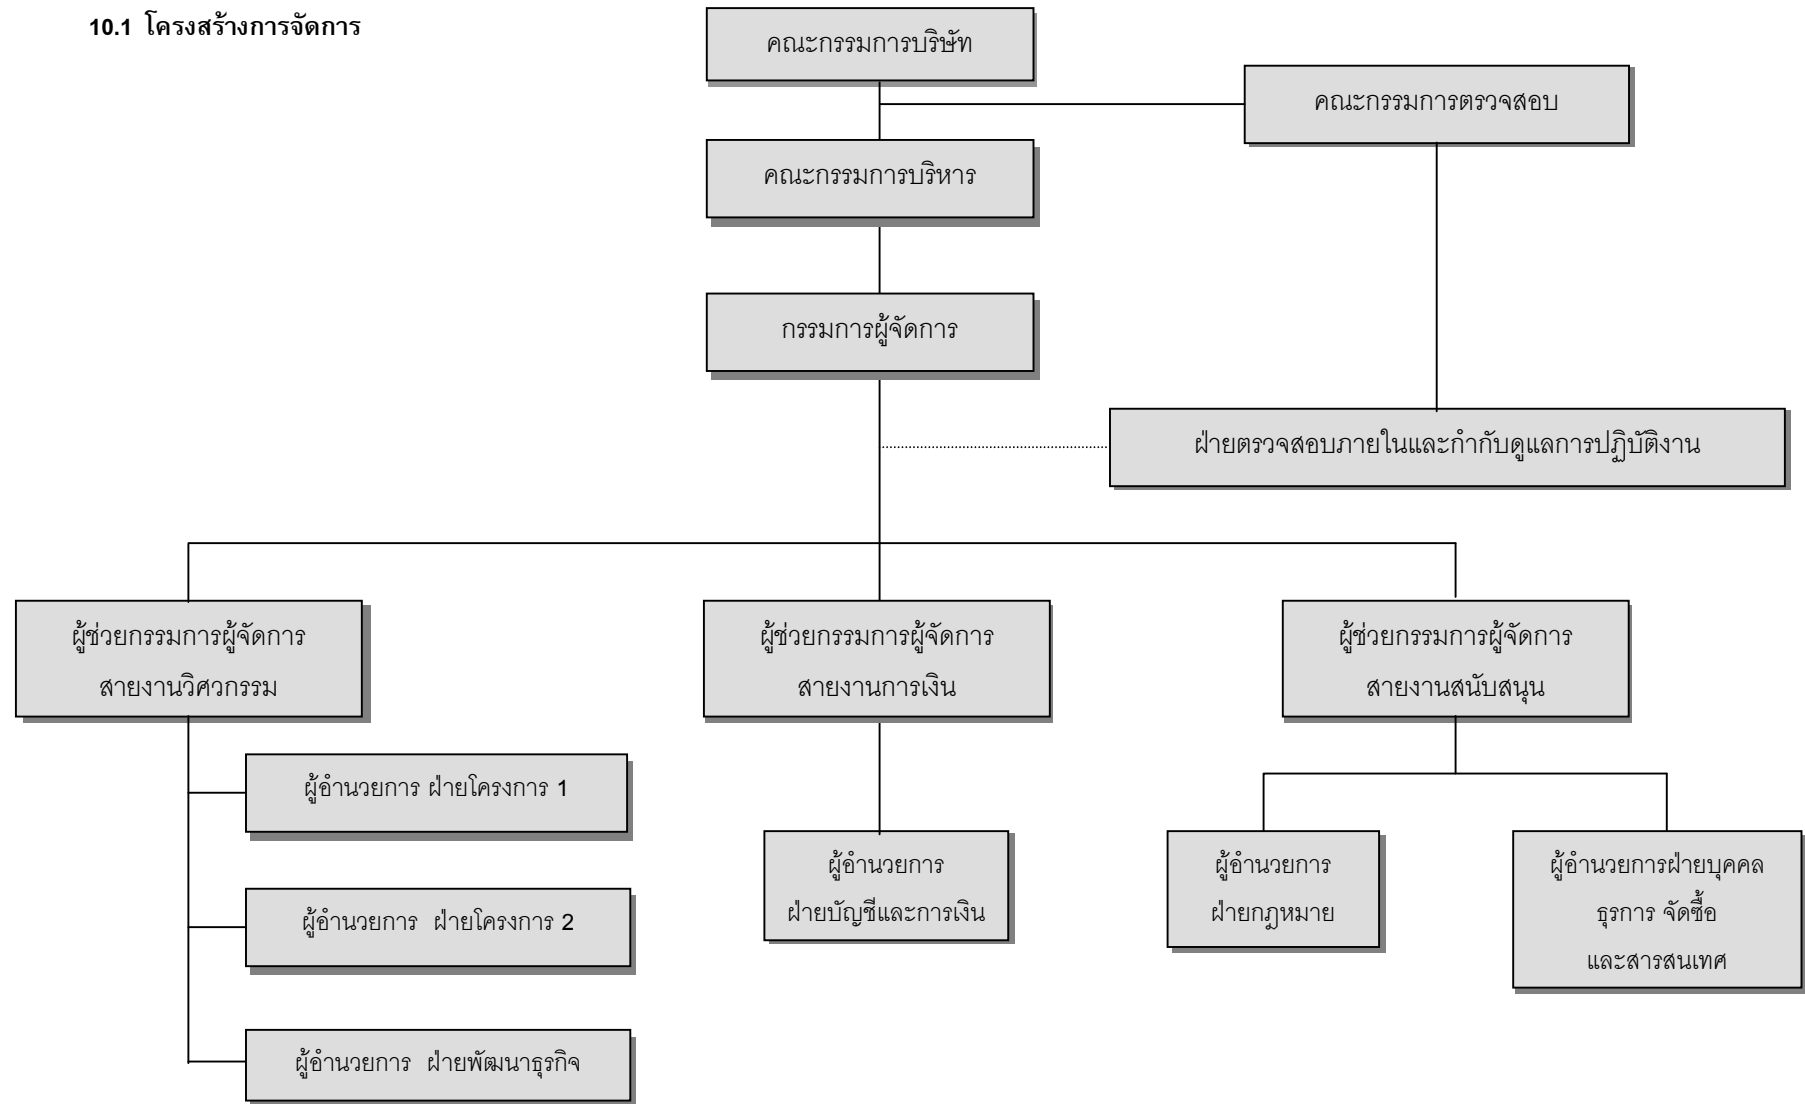 10.1 โครงสร้างการจัดการ
คณะกรรมการบริษัท
คณะกรรมการตรวจสอบ
คณะกรรมการบริหาร
กรรมการผู้จัดการ
ฝ่ายตรวจสอบภายในและกำกับดูแลการปฏิบัติงาน
ผู้ช่วยกรรมการผู้จัดการ
สายงานวิศวกรรม
ผู้ช่วยกรรมการผู้จัดการ
สายงานการเงิน
ผู้ช่วยกรรมการผู้จัดการ
สายงานสนับสนุน
ผู้อำนวยการ ฝ่ายโครงการ 1
ผู้อำนวยการ ฝ่ายโครงการ 2
ผู้อำนวยการ ฝ่ายพัฒนาธุรกิจ
ผู้อำนวยการ
ฝ่ายบัญชีและการเงิน
ผู้อำนวยการ
ฝ่ายกฎหมาย
ผู้อำนวยการฝ่ายบุคคล
ธุรการ จัดซื้อ
และสารสนเทศ